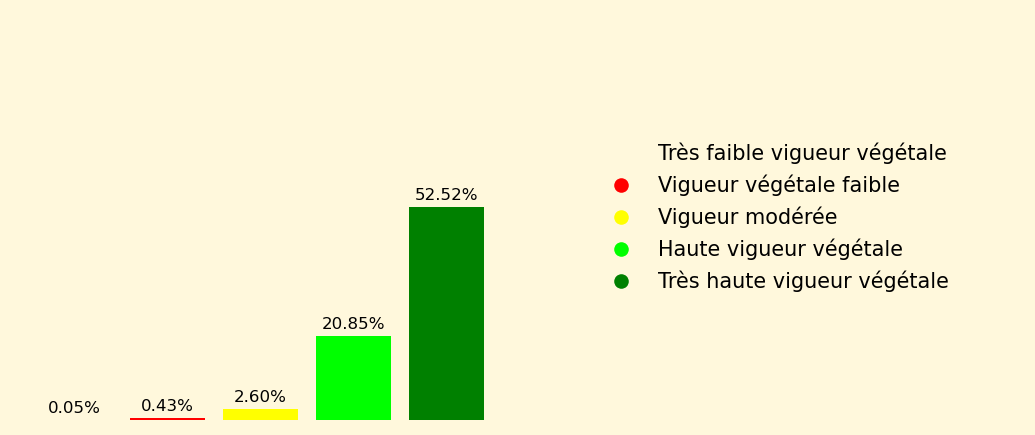 0.05%
0.43%
2.60%
20.85%
52.52%
Très faible vigueur végétale
Vigueur végétale faible
Vigueur modérée
Haute vigueur végétale
Très haute vigueur végétale